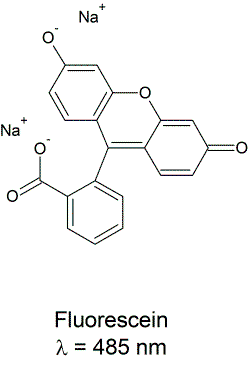 Na+
O-
O
O
Na+
O-
O
Fluorescein
λ = 485 nm